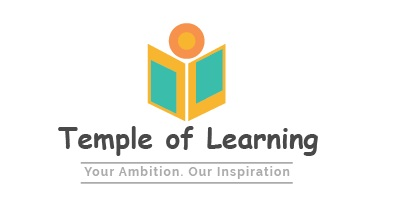 Temple of Learning
Your Ambition. Our Inspiration